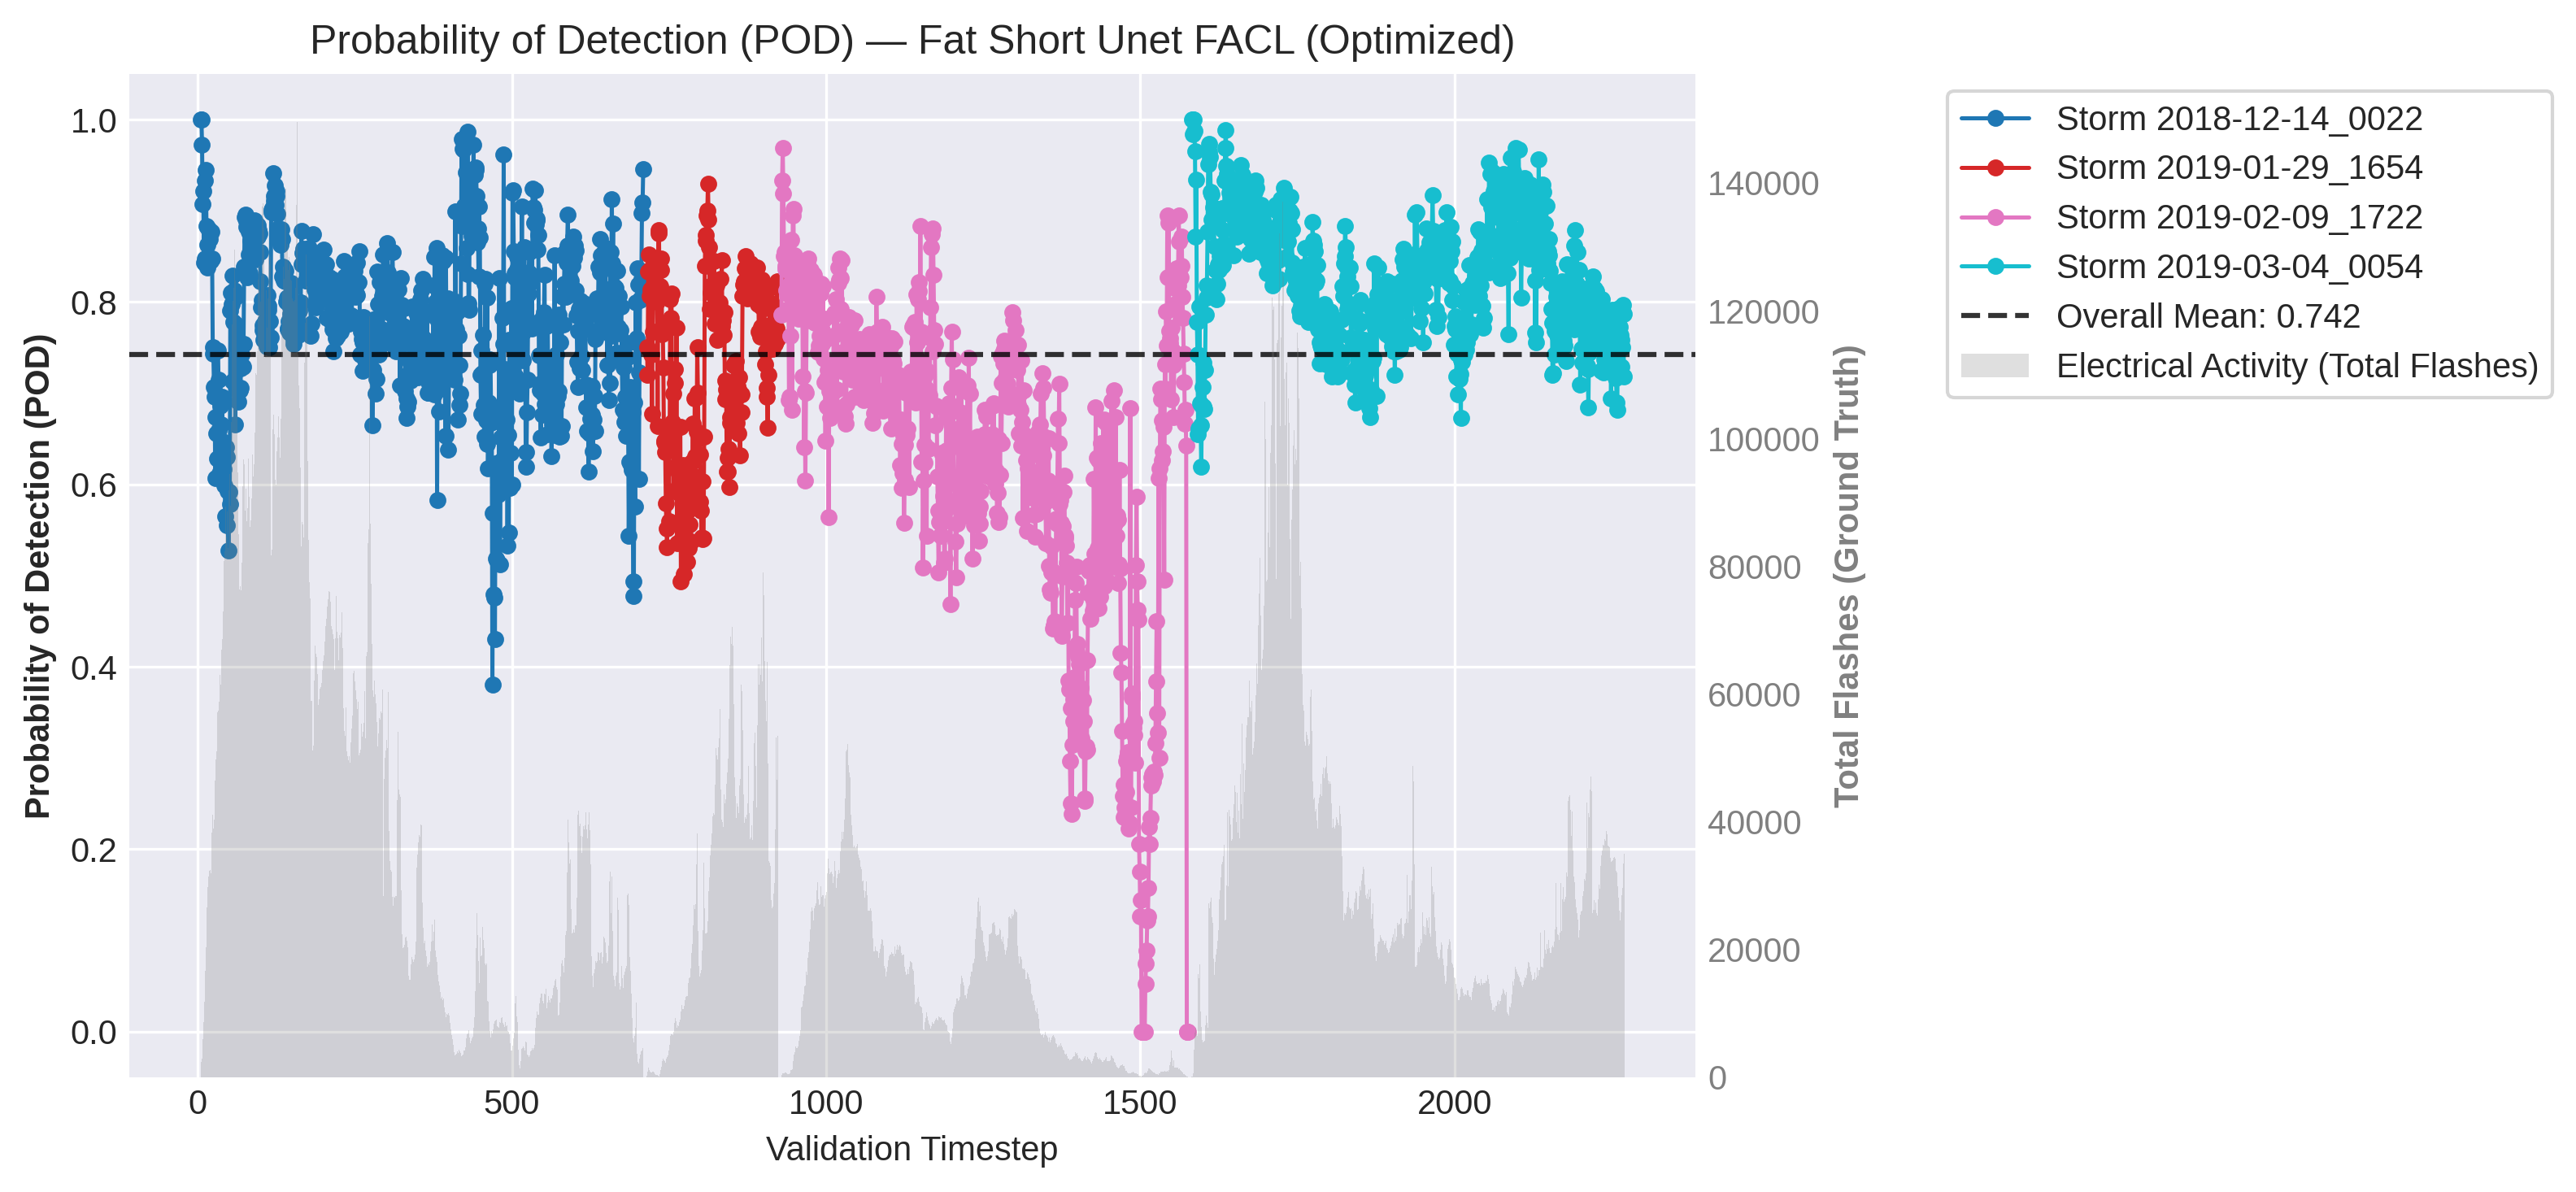 Probability of Detection (POD) — Fat Short Unet FACL (Optimized)
Probability of Detection (POD)
1.0
0.8
0.6
0.4
0.2
0.0
0
500
1000
1500
2000
Validation Timestep
140000
120000
100000
80000
60000
40000
20000
0
Total Flashes (Ground Truth)
Storm 2018-12-14_0022
Storm 2019-01-29_1654
Storm 2019-02-09_1722
Storm 2019-03-04_0054
Overall Mean: 0.742
Electrical Activity (Total Flashes)